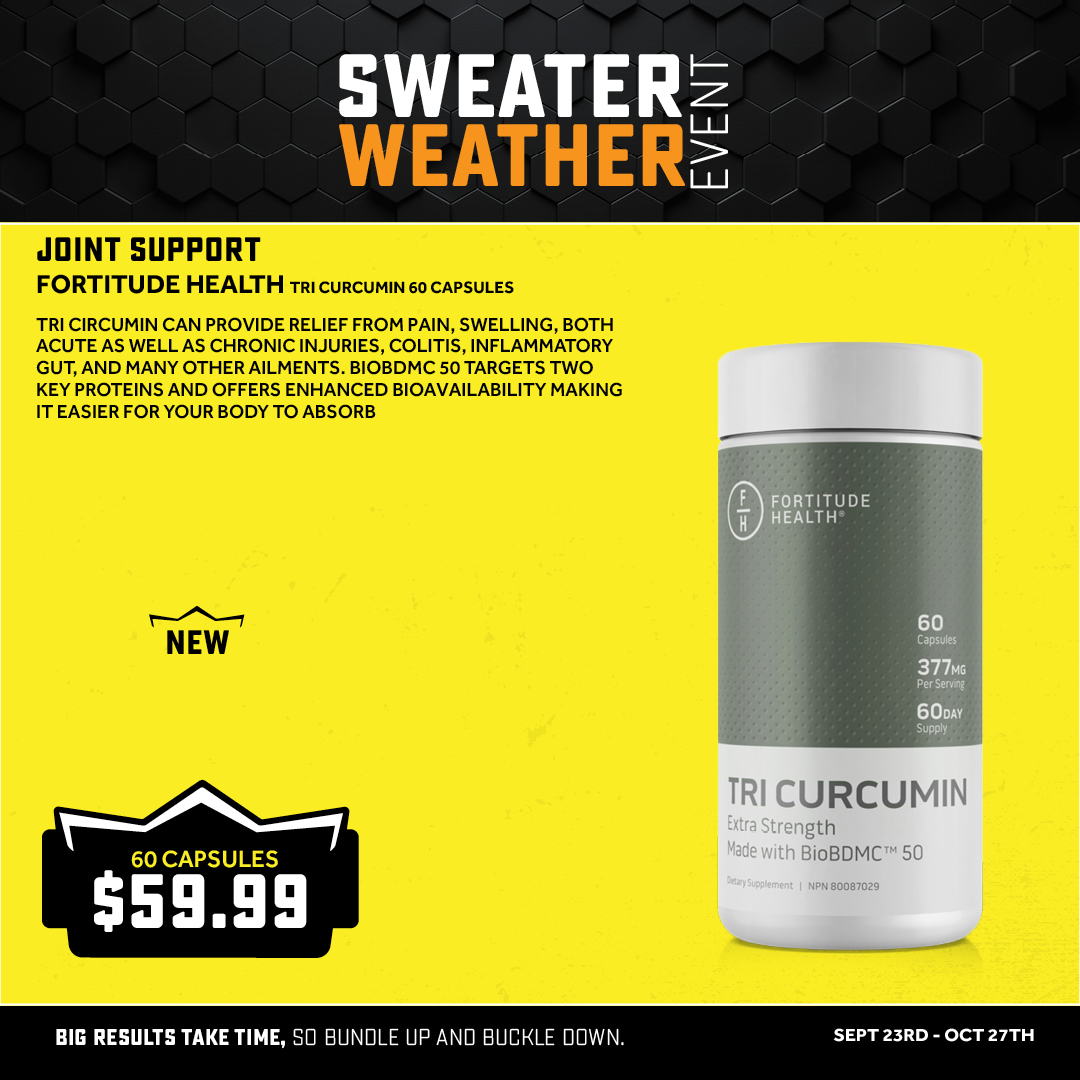 SWEATER
WEATHER
EVENT
JOINT SUPPORT
FORTITUDE HEALTH TRI CURCUMIN 60 CAPSULES
TRI CIRCUMIN CAN PROVIDE RELIEF FROM PAIN, SWELLING, BOTH
ACUTE AS WELL AS CHRONIC INJURIES, COLITIS, INFLAMMATORY
GUT, AND MANY OTHER AILMENTS. BIOBDMC 50 TARGETS TWO
KEY PROTEINS AND OFFERS ENHANCED BIOAVAILABILITY MAKING
IT EASIER FOR YOUR BODY TO ABSORB
NEW
60 CAPSULES
$59.99
F
H
FORTITUDE
HEALTH®
60
Capsules
377MG
Per Serving
60DAY
Supply
TRI CURCUMIN
Extra Strength
Made with BioBDMC™ 50
Dietary Supplement | NPN 80087029
BIG RESULTS TAKE TIME, SO BUNDLE UP AND BUCKLE DOWN.
SEPT 23RD - OCT 27TH